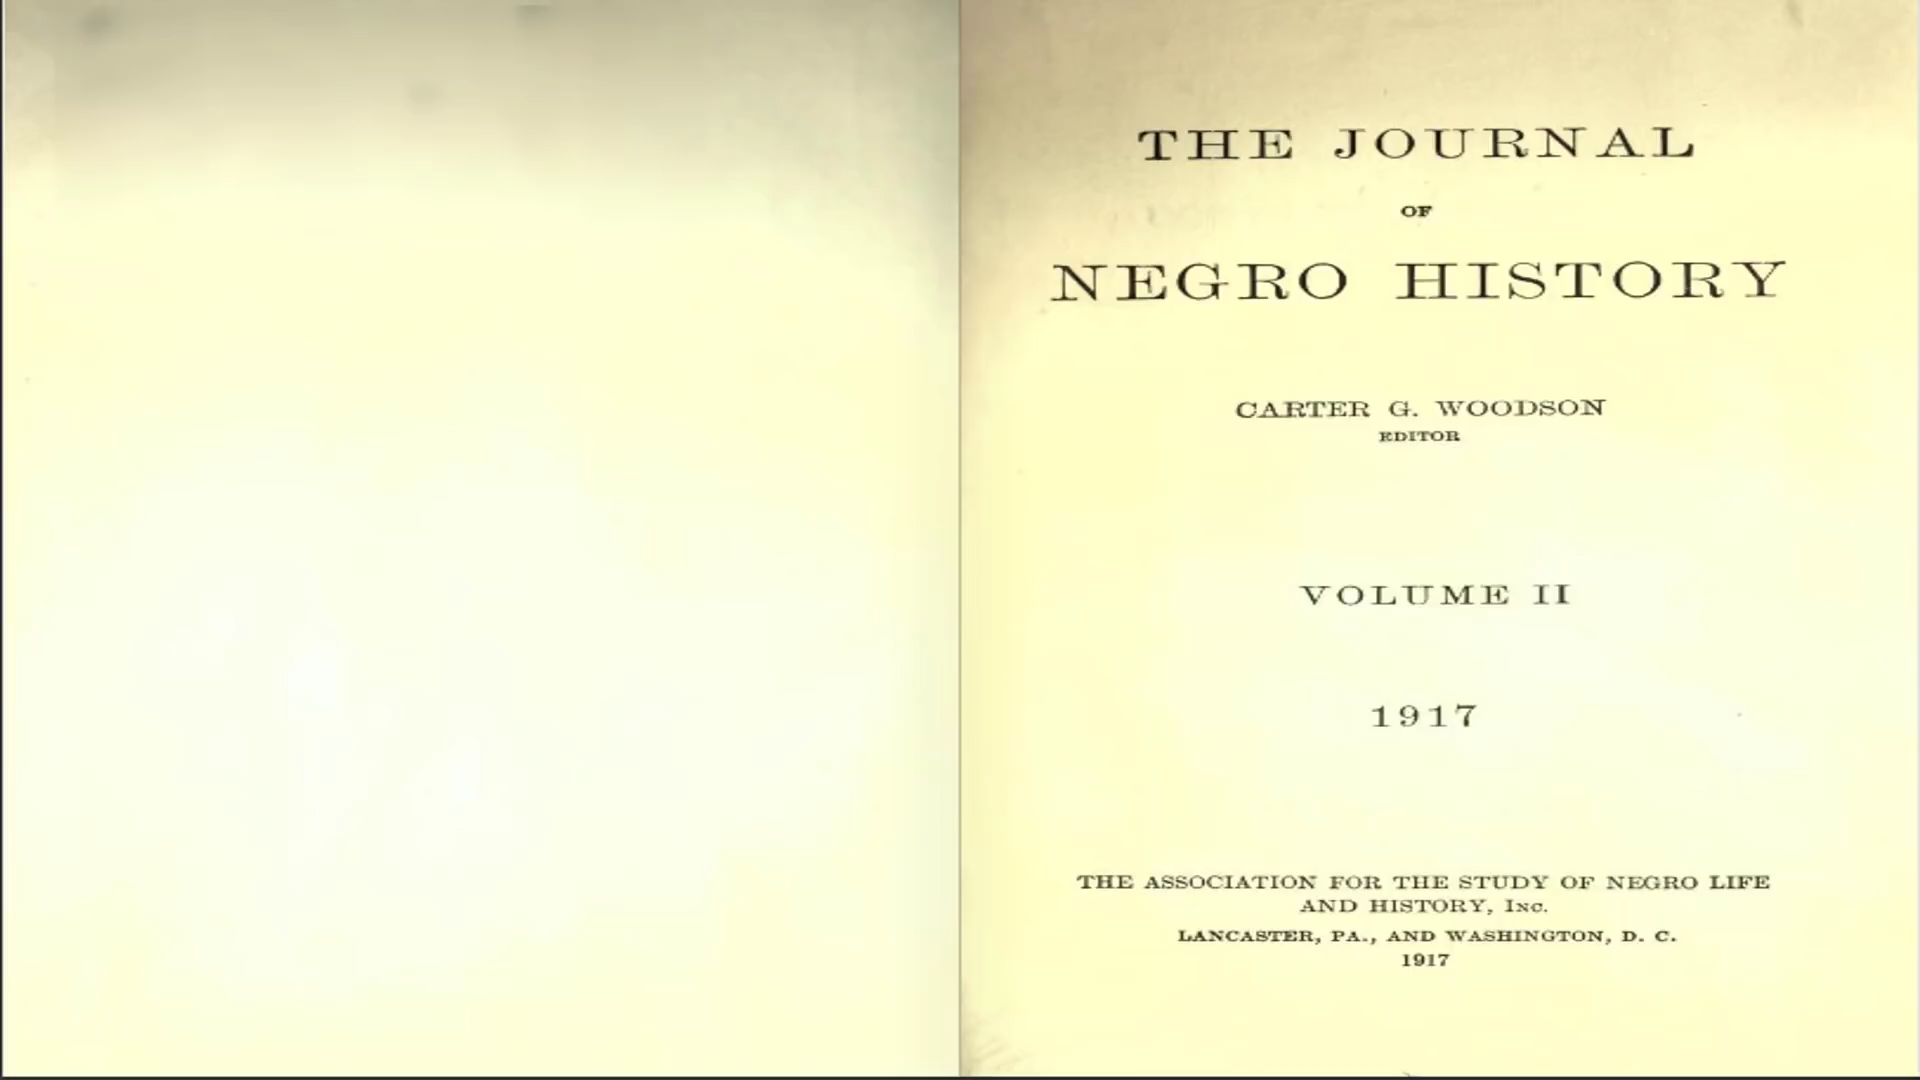 THE JOURNAL
OF
NEGRO HISTORY
CARTER G. WOODSON
EDITOR
VOLUME II
1917
THE ASSOCIATION FOR THE STUDY OF NEGRO LIFE
AND HISTORY, Inc.
LANCASTER, PA., AND WASHINGTON, D. C.
1917